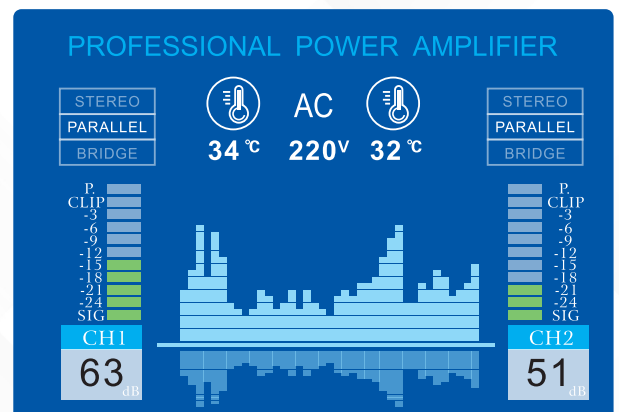 PROFESSIONAL POWER AMPLIFIER
STEREO
PARALLEL
BRIDGE
AC
34 °C
220V
32 °C
STEREO
PARALLEL
BRIDGE
P.
CLIP
-3
-6
-9
-12
-15
-18
-21
-24
SIG
CH1
63
dB
P.
CLIP
-3
-6
-9
-12
-15
-18
-21
-24
SIG
CH2
51
dB